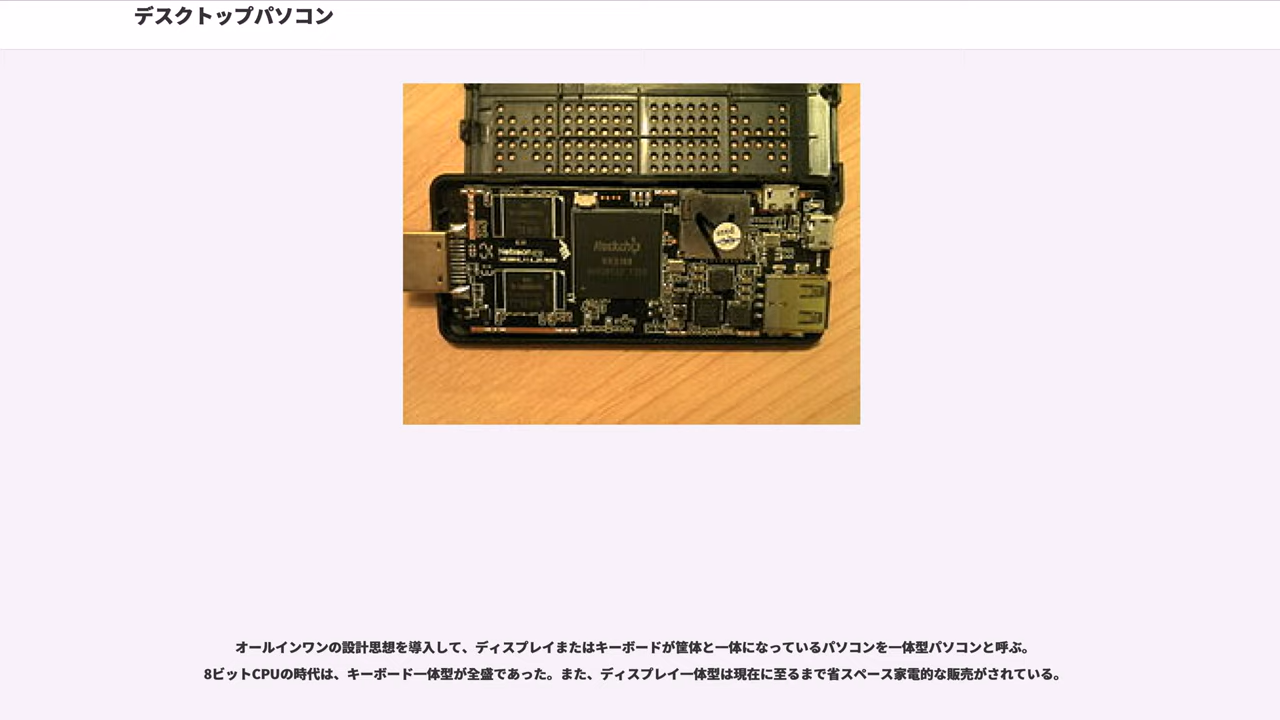 デスクトップパソコン
Rockchip
オールインワンの設計思想を導入して、ディスプレイまたはキーボードが筐体と一体になっているパソコンを一体型パソコンと呼ぶ。
8ビットCPUの時代は、キーボード一体型が全盛であった。また、ディスプレイ一体型は現在に至るまで省スペース家電的な販売がされている。